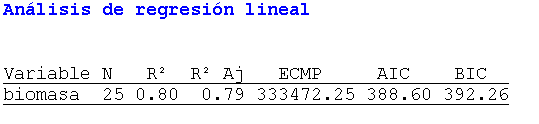 Análisis de regresión lineal
Variable N R² R² Aj ECMP AIC BIC
biomasa 25 0.80 0.79 333472.25 388.60 392.26